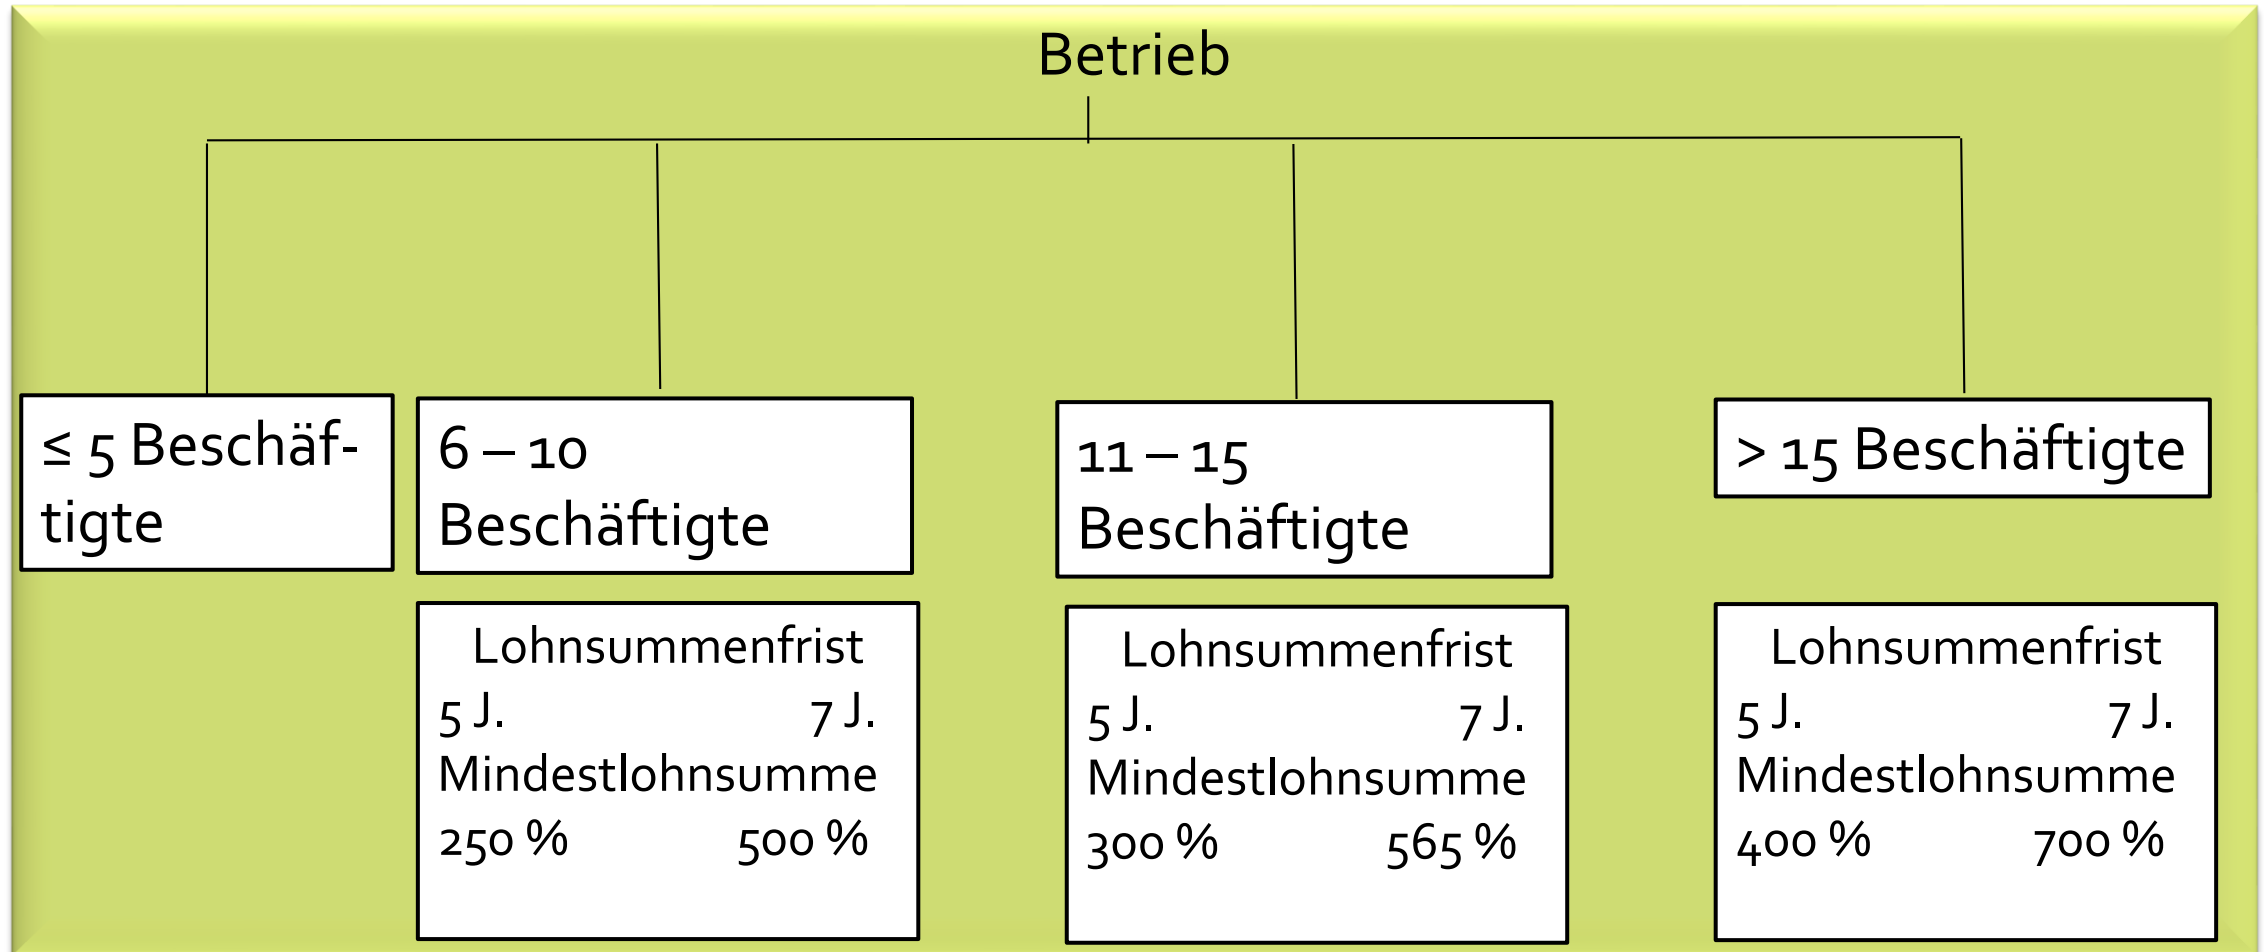 Betrieb
≤ 5 Beschäf-
tigte
6 – 10
Beschäftigte
11 – 15
Beschäftigte
> 15 Beschäftigte
Lohnsummenfrist
5 J. 7 J.
Mindestlohnsumme
250 % 500 %
Lohnsummenfrist
5 J. 7 J.
Mindestlohnsumme
300 % 565 %
Lohnsummenfrist
5 J. 7 J.
Mindestlohnsumme
400 % 700 %